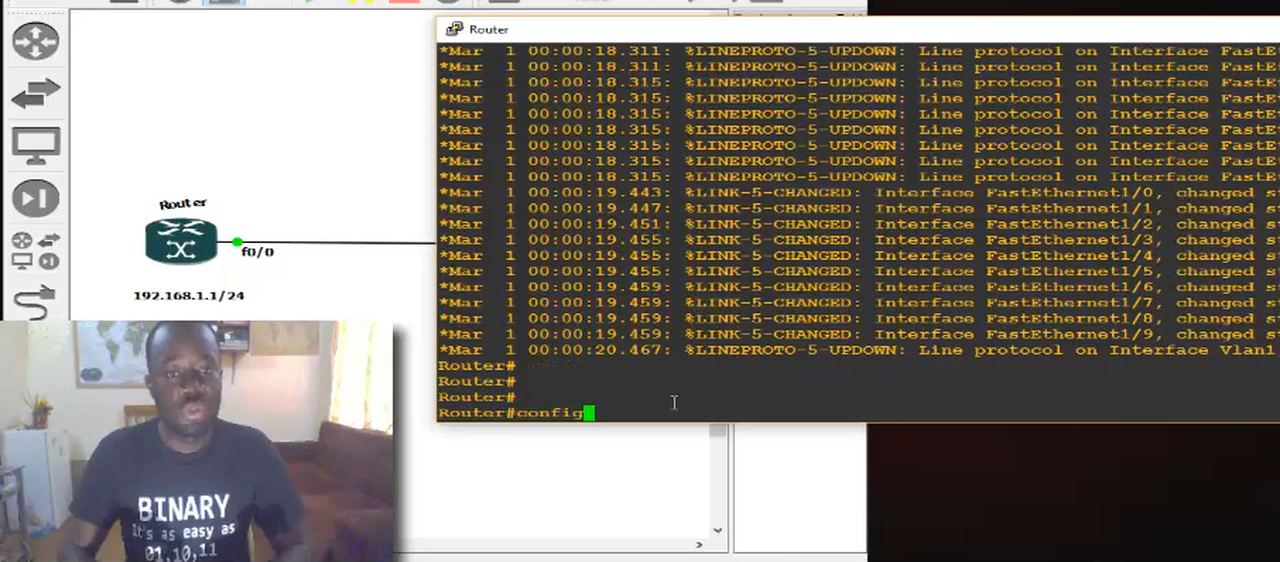 Router
*Mar 1 00:00:18.311: %LINEPROTO-5-UPDOWN: Line protocol on Interface FastE
*Mar 1 00:00:18.311: %LINEPROTO-5-UPDOWN: Line protocol on Interface FastE
*Mar 1 00:00:18.315: %LINEPROTO-5-UPDOWN: Line protocol on Interface FastE
*Mar 1 00:00:18.315: %LINEPROTO-5-UPDOWN: Line protocol on Interface FastE
*Mar 1 00:00:18.315: %LINEPROTO-5-UPDOWN: Line protocol on Interface FastE
*Mar 1 00:00:18.315: %LINEPROTO-5-UPDOWN: Line protocol on Interface FastE
*Mar 1 00:00:18.315: %LINEPROTO-5-UPDOWN: Line protocol on Interface FastE
*Mar 1 00:00:18.315: %LINEPROTO-5-UPDOWN: Line protocol on Interface FastE
*Mar 1 00:00:18.315: %LINEPROTO-5-UPDOWN: Line protocol on Interface FastE
*Mar 1 00:00:19.443: %LINK-5-CHANGED: Interface FastEthernet1/0, changed s
*Mar 1 00:00:19.447: %LINK-5-CHANGED: Interface FastEthernet1/1, changed s
*Mar 1 00:00:19.451: %LINK-5-CHANGED: Interface FastEthernet1/2, changed s
*Mar 1 00:00:19.455: %LINK-5-CHANGED: Interface FastEthernet1/3, changed s
*Mar 1 00:00:19.455: %LINK-5-CHANGED: Interface FastEthernet1/4, changed s
*Mar 1 00:00:19.455: %LINK-5-CHANGED: Interface FastEthernet1/5, changed s
*Mar 1 00:00:19.459: %LINK-5-CHANGED: Interface FastEthernet1/6, changed s
*Mar 1 00:00:19.459: %LINK-5-CHANGED: Interface FastEthernet1/7, changed s
*Mar 1 00:00:19.459: %LINK-5-CHANGED: Interface FastEthernet1/8, changed s
*Mar 1 00:00:19.459: %LINK-5-CHANGED: Interface FastEthernet1/9, changed s
*Mar 1 00:00:20.467: %LINEPROTO-5-UPDOWN: Line protocol on Interface Vlan1
Router#
Router#
Router#
Router#config
Router
f0/0
192.168.1.1/24
BINARY
It's as easy as
01,10,11